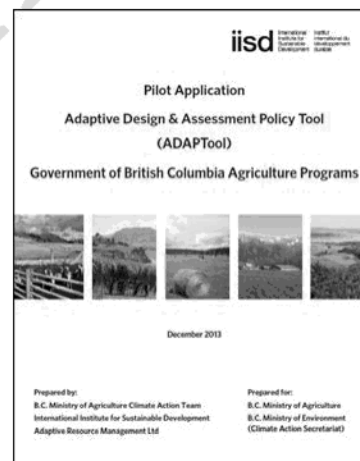 iisd
International
Institute for
Sustainable
Development
Institut
international du
développement
durable
Pilot Application
Adaptive Design & Assessment Policy Tool
(ADAPTool)
Government of British Columbia Agriculture Programs
December 2013
Prepared by:
B.C. Ministry of Agriculture Climate Action Team
International Institute for Sustainable Development
Adaptive Resource Management Ltd
Prepared for:
B.C. Ministry of Agriculture
B.C. Ministry of Environment
(Climate Action Secretariat)